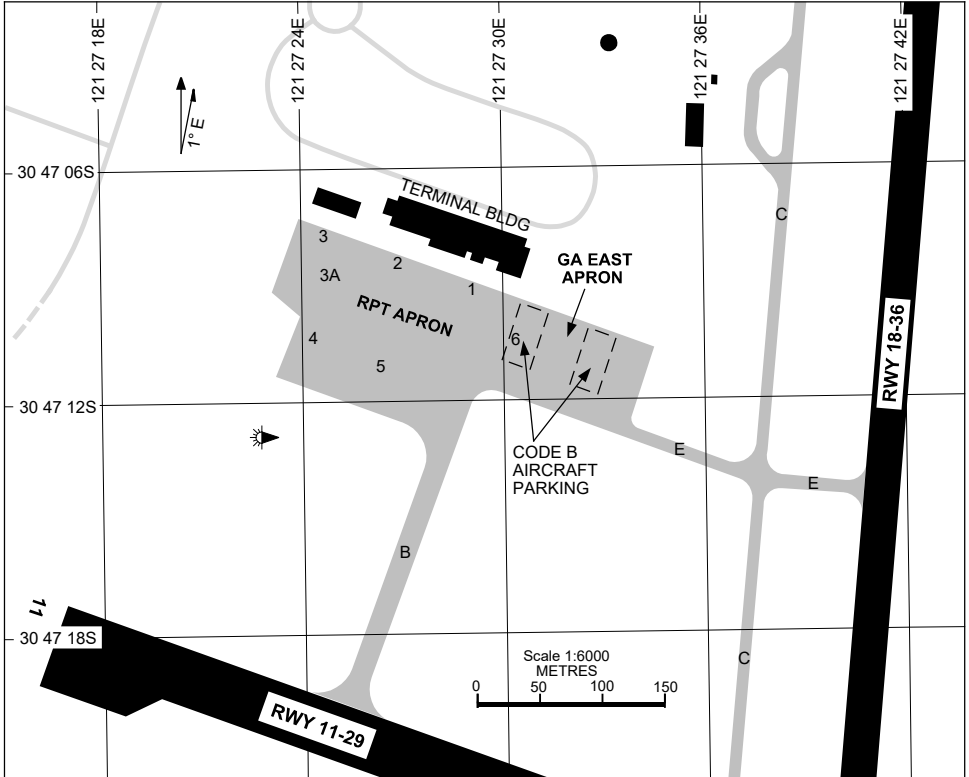 121 27 18E
121 27 24E
121 27 30E
121 27 36E
121 27 42E
1° E
30 47 06S
C
TERMINAL BLDG
3
2
GA EAST
APRON
3A
1
RPT APRON
4
6
5
RWY 18-36
30 47 12S
CODE B
AIRCRAFT
PARKING
E
E
B
11
30 47 18S
C
Scale 1:6000
METRES
0 50 100 150
RWY 11-29